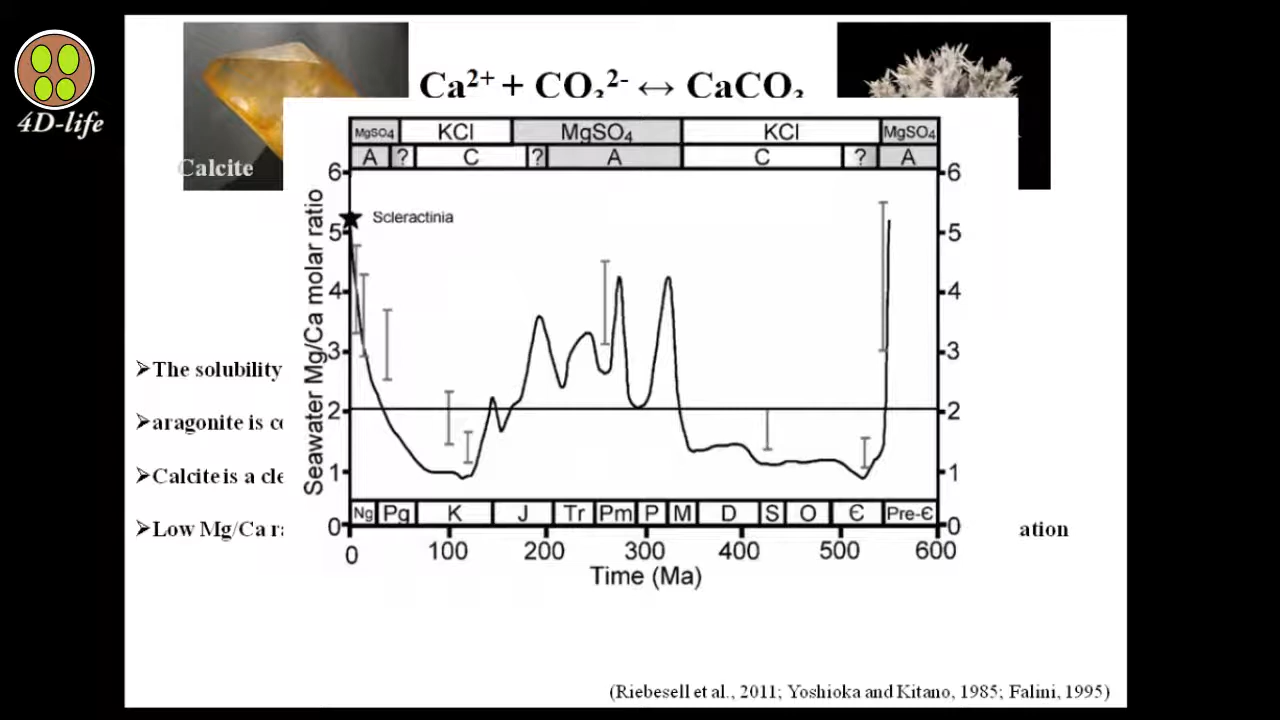 4D-life
Ca²⁺ + CO₃²⁻ ↔ CaCO₃
Calcite
MgSO₄ KCl MgSO₄ KCl MgSO₄
A ? C ? A C ? A
Seawater Mg/Ca molar ratio
6 6
Scleractinia
5 5
4 4
3 3
2 2
1 1
0 0
Ng Pg K J Tr Pm P M D S O Є Pre-Є
0 100 200 300 400 500 600
Time (Ma)
➢The solubility
➢aragonite is
➢Calcite is a
➢Low Mg/Ca
ation
(Riebesell et al., 2011; Yoshioka and Kitano, 1985; Falini, 1995)